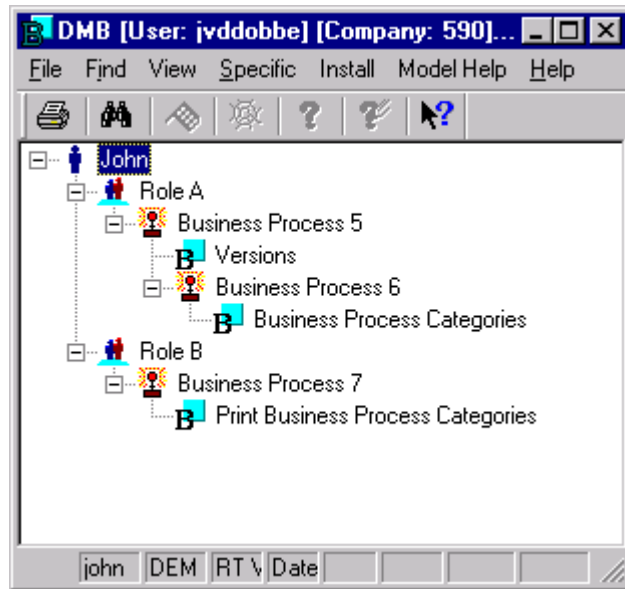 DMB [User: jvddobbe] [Company: 590]...
File Find View Specific Install Model Help Help
John
Role A
Business Process 5
B Versions
Business Process 6
B Business Process Categories
Role B
Business Process 7
B Print Business Process Categories
john DEM RT V Date